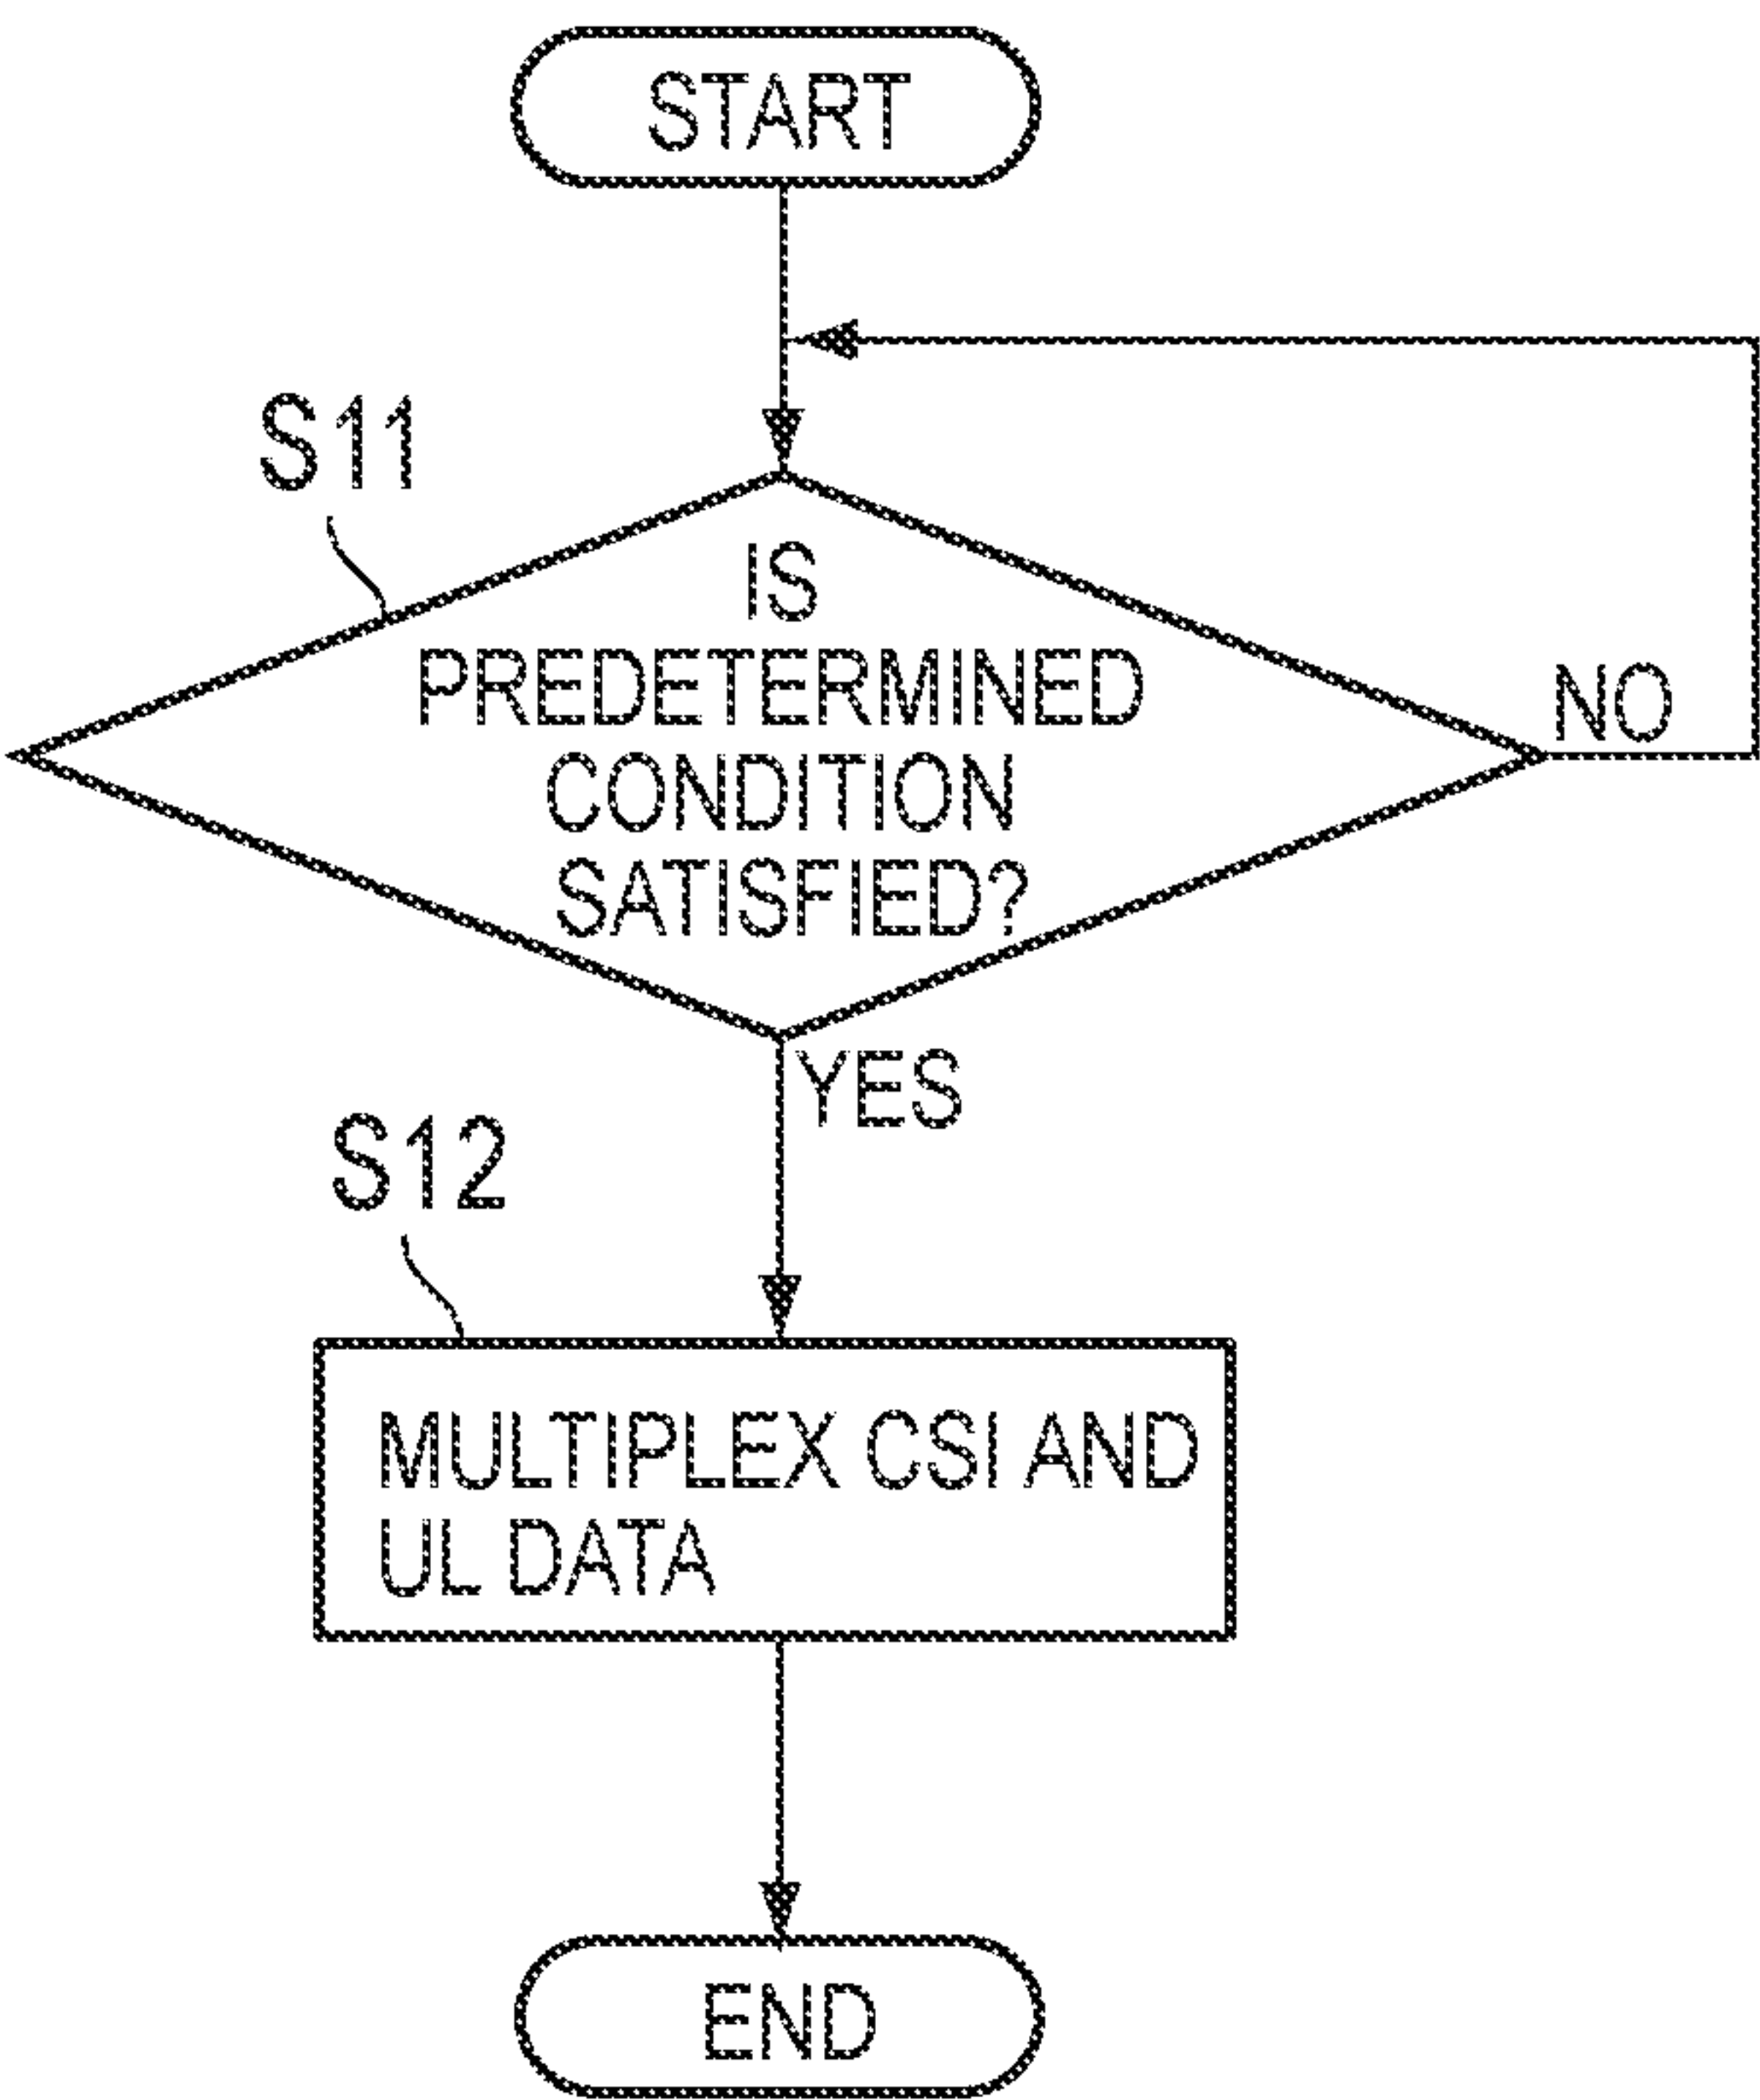 START
S11
IS
PREDETERMINED
CONDITION
SATISFIED?
NO
YES
S12
MULTIPLEX CSI AND
UL DATA
END